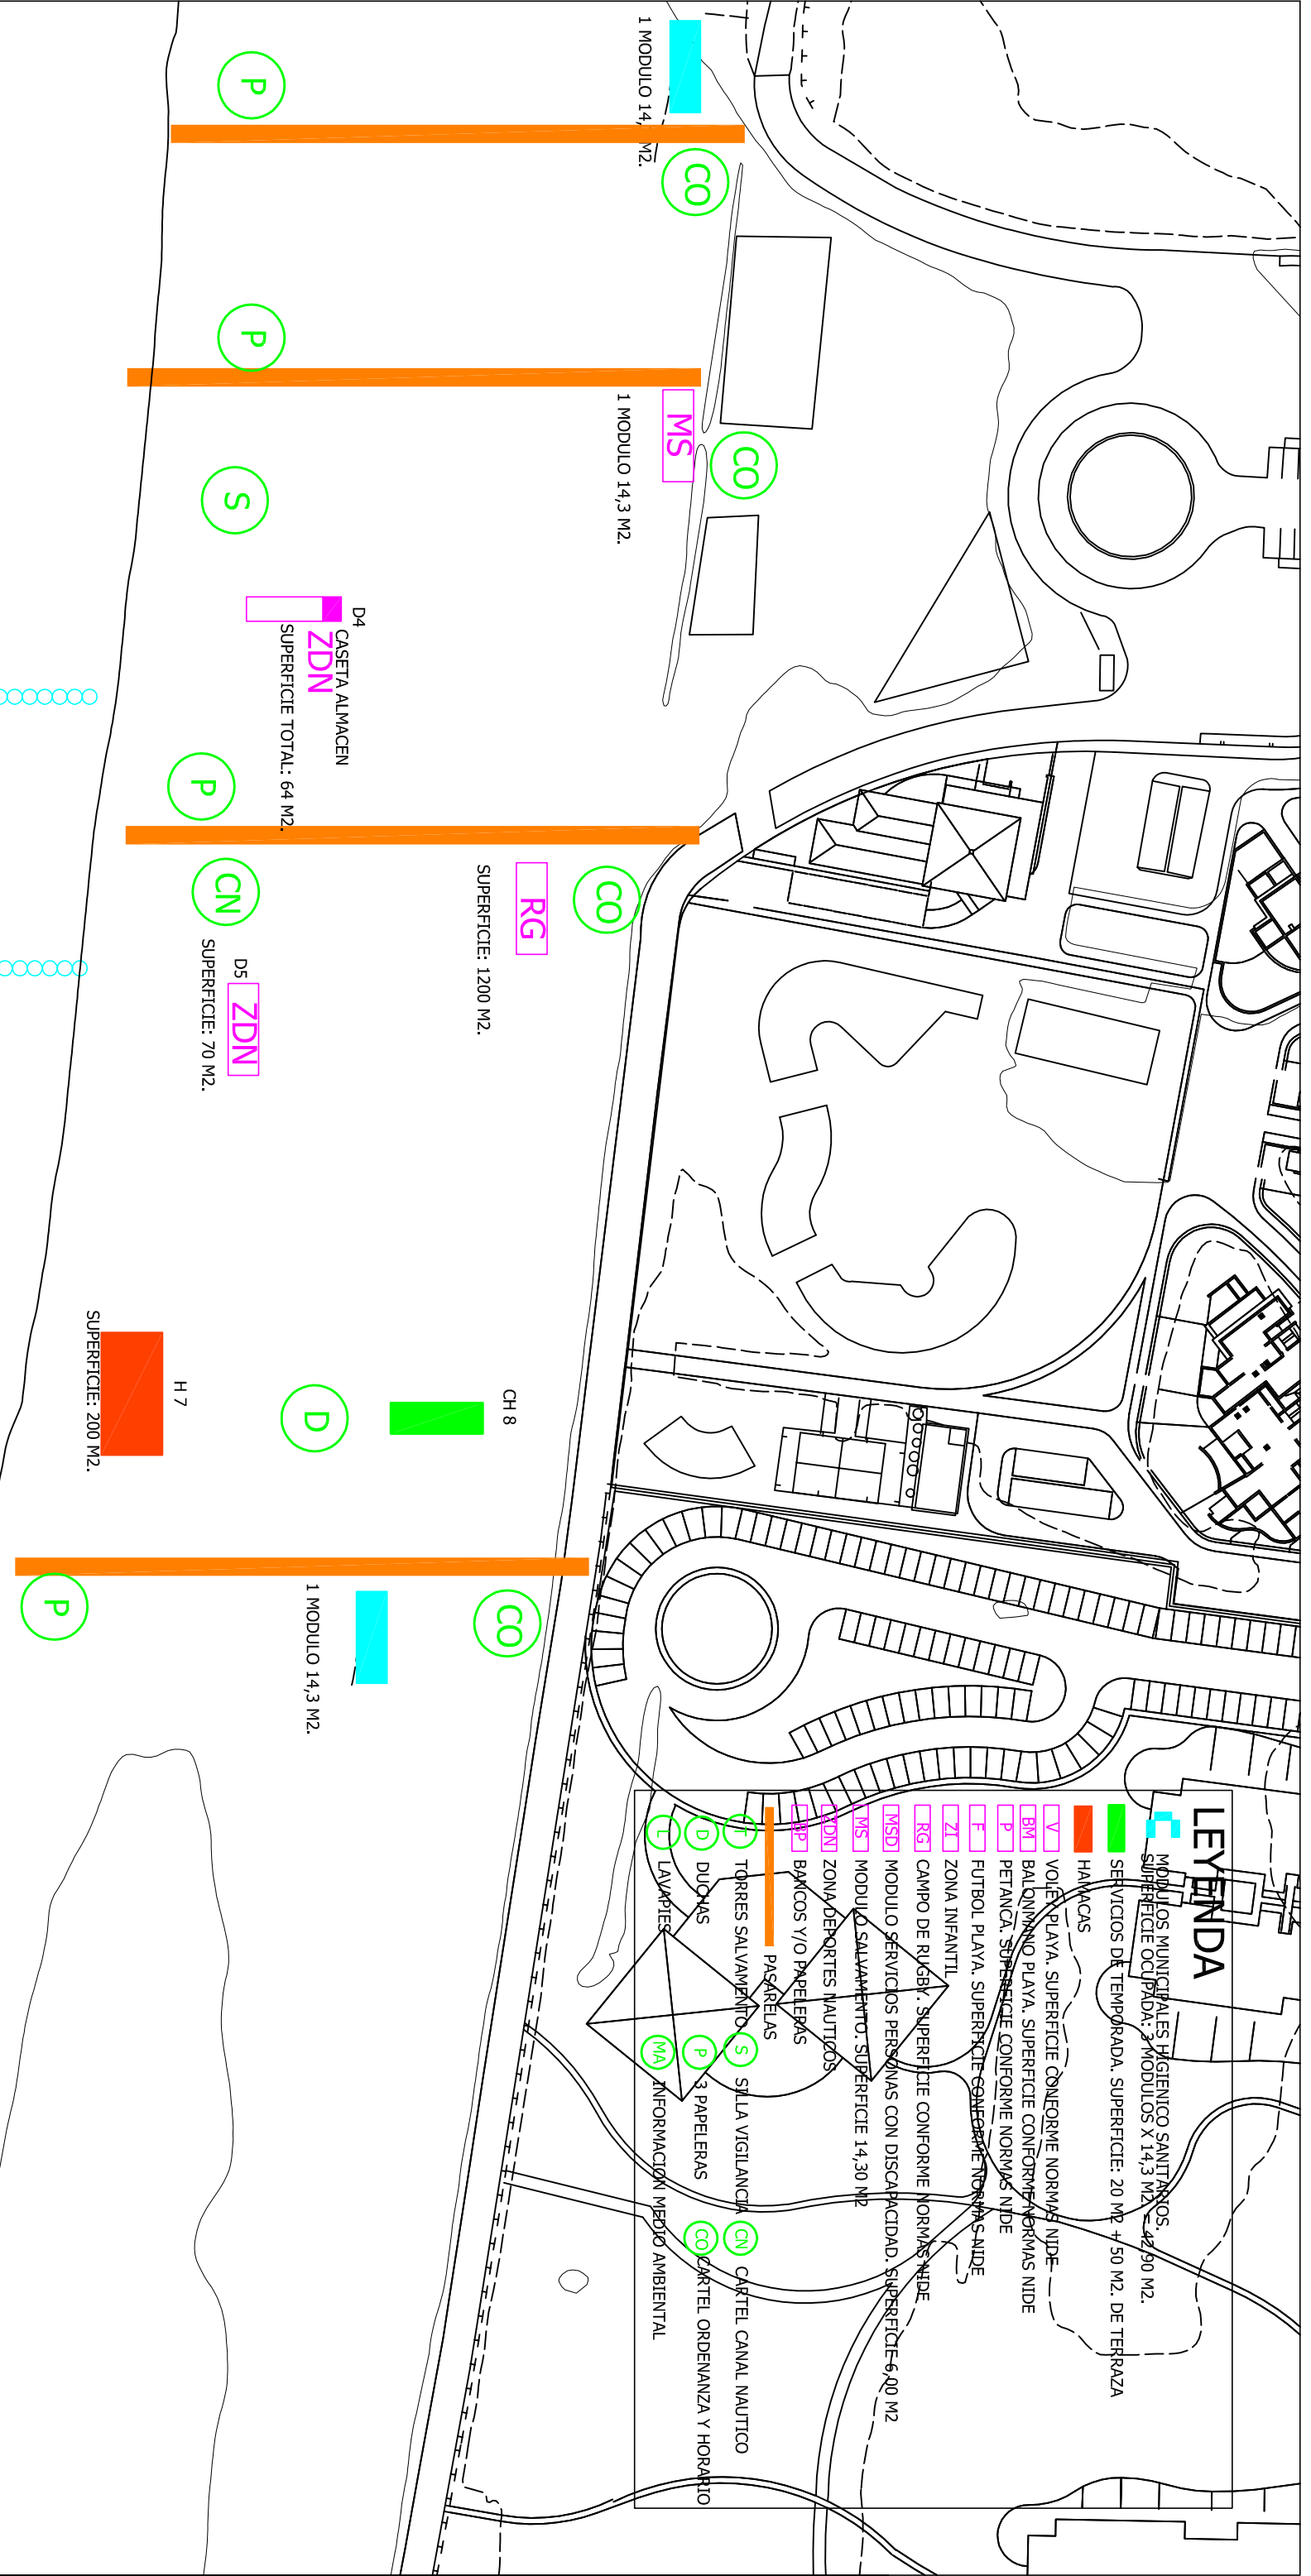 P
1 MODULO 14, M2.
CO
P
MS
1 MODULO 14,3 M2.
CO
S
D4
CASETA ALMACEN
ZDN
SUPERFICIE TOTAL: 64 M2.
P
CN
RG
SUPERFICIE: 1200 M2.
CO
D5
ZDN
SUPERFICIE: 70 M2.
H 7
SUPERFICIE: 200 M2.
D
CH 8
P
CO
1 MODULO 14,3 M2.
LEYENDA
MODULOS MUNICIPALES HIGIENICO SANITARIOS.
SUPERFICIE OCUPADA: 3 MODULOS X 14,3 M2 = 42,90 M2.
SERVICIOS DE TEMPORADA. SUPERFICIE: 20 M2 + 50 M2. DE TERRAZA
HAMACAS
V VOLEY PLAYA. SUPERFICIE CONFORME NORMAS NIDE
BM BALONMANO PLAYA. SUPERFICIE CONFORME NORMAS NIDE
P PETANCA. SUPERFICIE CONFORME NORMAS NIDE
F FUTBOL PLAYA. SUPERFICIE CONFORME NORMAS NIDE
ZI ZONA INFANTIL
RG CAMPO DE RUGBY. SUPERFICIE CONFORME NORMAS NIDE
MSD MODULO SERVICIOS PERSONAS CON DISCAPACIDAD. SUPERFICIE 6,00 M2
MS MODULO SALVAMENTO. SUPERFICIE 14,30 M2
ZDN ZONA DEPORTES NAUTICOS
BP BANCOS Y/O PAPELERAS
PASARELAS
T TORRES SALVAMENTO S SILLA VIGILANCIA CN CARTEL CANAL NAUTICO
D DUCHAS P 3 PAPELERAS CO CARTEL ORDENANZA Y HORARIO
L LAVAPIES MA INFORMACION MEDIO AMBIENTAL